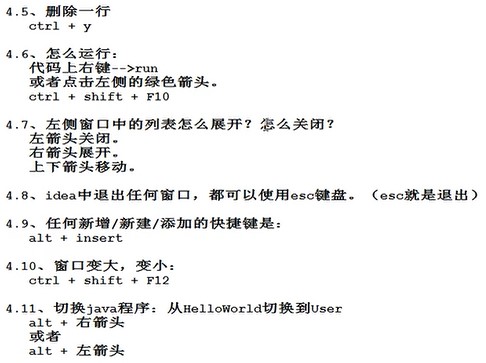 4.5、删除一行
ctrl + y
4.6、怎么运行：
代码上右键-->run
或者点击左侧的绿色箭头。
ctrl + shift + F10
4.7、左侧窗口中的列表怎么展开？怎么关闭？
左箭头关闭。
右箭头展开。
上下箭头移动。
4.8、idea中退出任何窗口，都可以使用esc键盘。（esc就是退出）
4.9、任何新增/新建/添加的快捷键是：
alt + insert
4.10、窗口变大，变小：
ctrl + shift + F12
4.11、切换java程序：从HelloWorld切换到User
alt + 右箭头
或者
alt + 左箭头